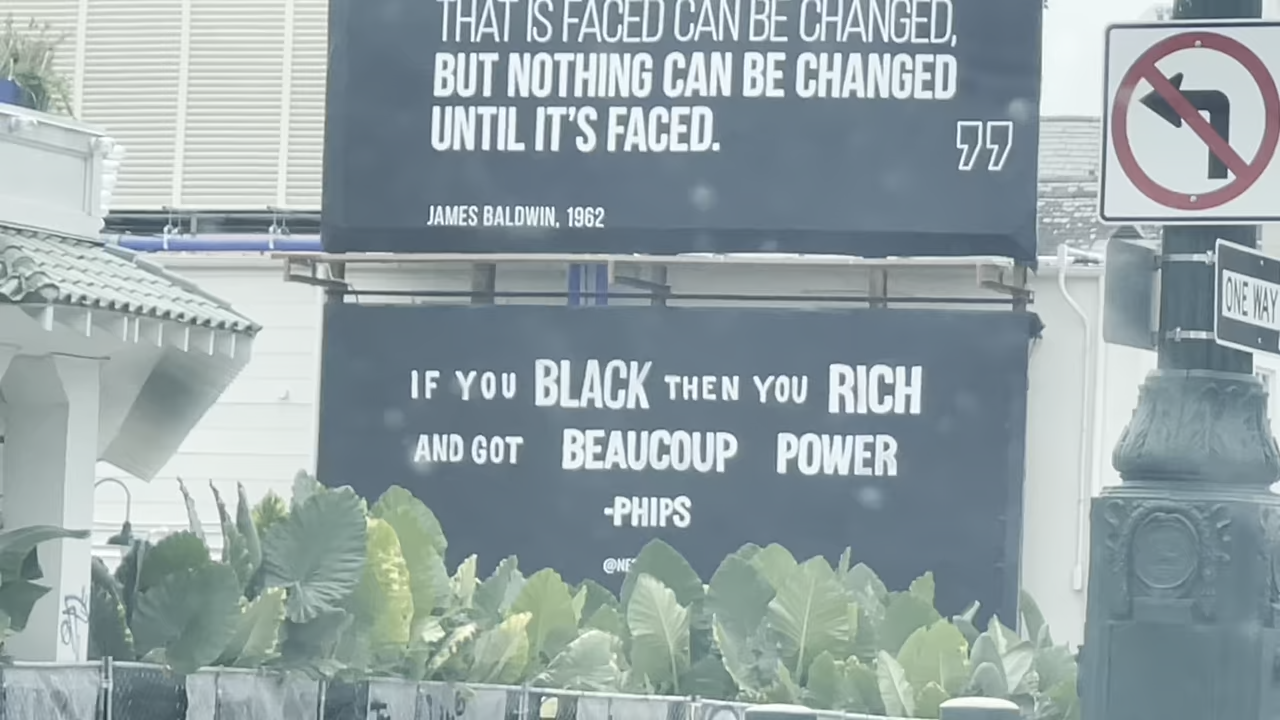 THAT IS FACED CAN BE CHANGED,
BUT NOTHING CAN BE CHANGED
UNTIL IT'S FACED.
”
JAMES BALDWIN, 1962
IF YOU BLACK THEN YOU RICH
AND GOT BEAUCOUP POWER
-PHIPS
ONE WAY